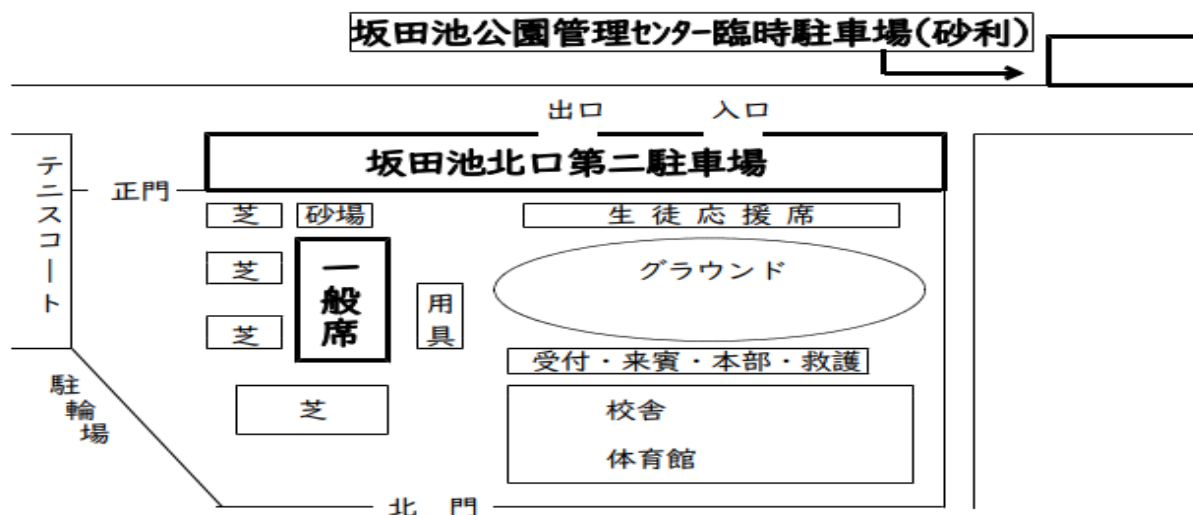 坂田池公園管理センター臨時駐車場(砂利)
出口
入口
坂田池北口第二駐車場
テニスコート
正門
芝
砂場
生徒応援席
芝
一般席
用具
グラウンド
芝
受付・来賓・本部・救護
駐輪場
芝
校舎
体育館
北門